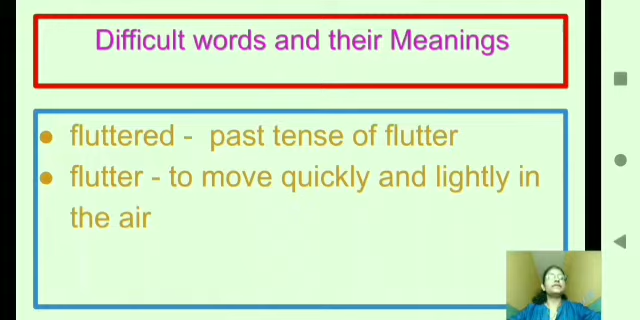 Difficult words and their Meanings
● fluttered - past tense of flutter
● flutter - to move quickly and lightly in
the air